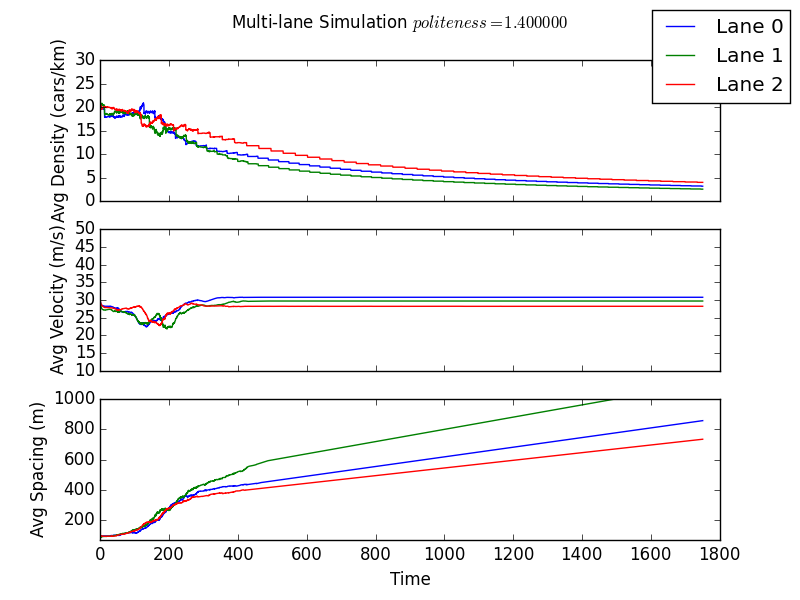 Multi-lane Simulation politeness = 1.400000
Lane 0
Lane 1
Lane 2
Avg Density (cars/km)
30
25
20
15
10
5
0
Avg Velocity (m/s)
50
45
40
35
30
25
20
15
10
Avg Spacing (m)
1000
800
600
400
200
0 200 400 600 800 1000 1200 1400 1600 1800
Time